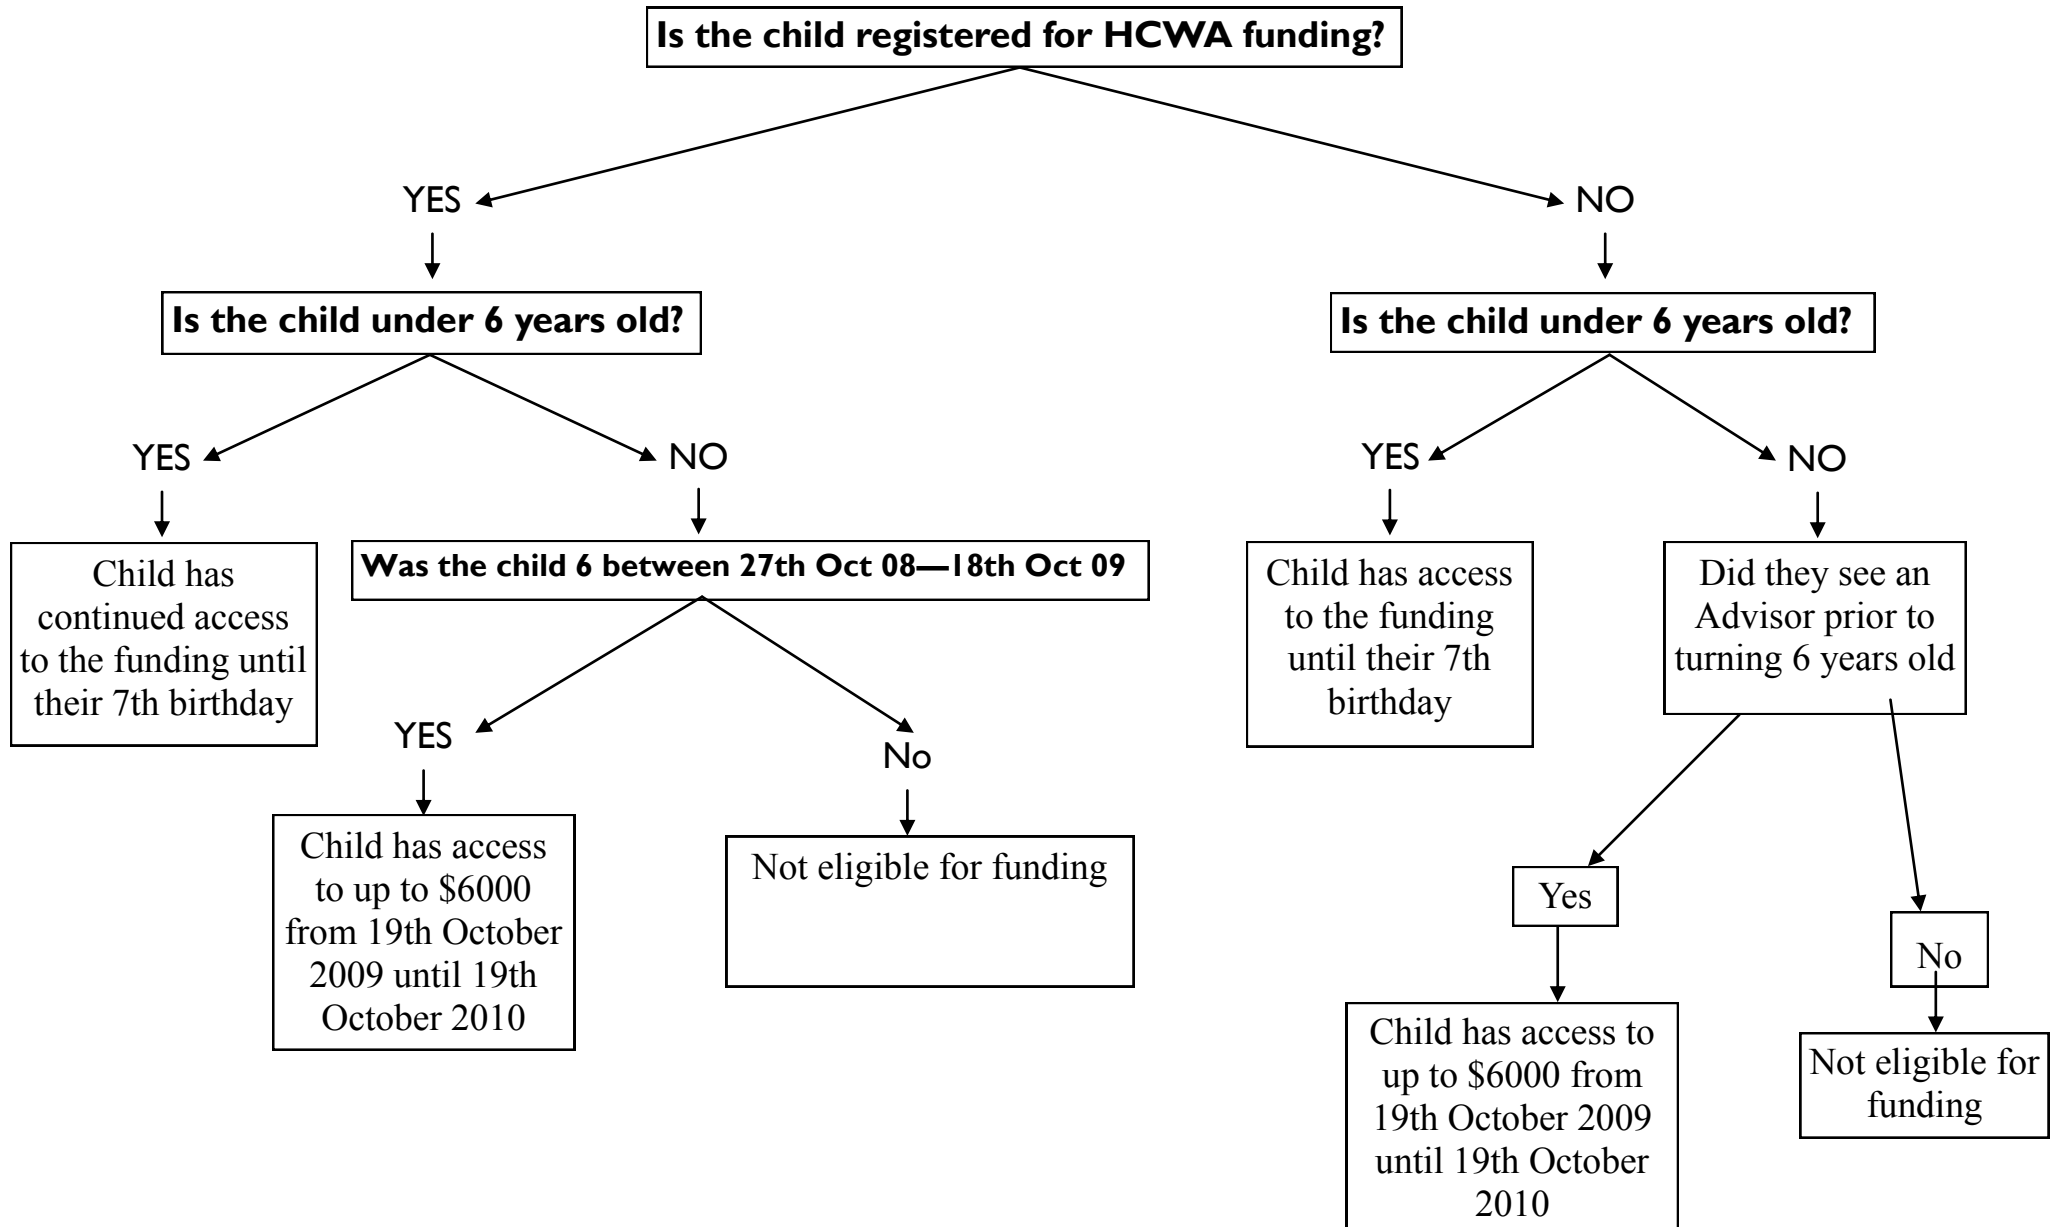 Is the child registered for HCWA funding?
YES
NO
Is the child under 6 years old?
Is the child under 6 years old?
YES
NO
YES
NO
Child has
continued access
to the funding until
their 7th birthday
Was the child 6 between 27th Oct 08—18th Oct 09
Child has access
to the funding
until their 7th
birthday
Did they see an
Advisor prior to
turning 6 years old
YES
No
Child has access
to up to $6000
from 19th October
2009 until 19th
October 2010
Not eligible for funding
Yes
No
Child has access to
up to $6000 from
19th October 2009
until 19th October
2010
Not eligible for
funding